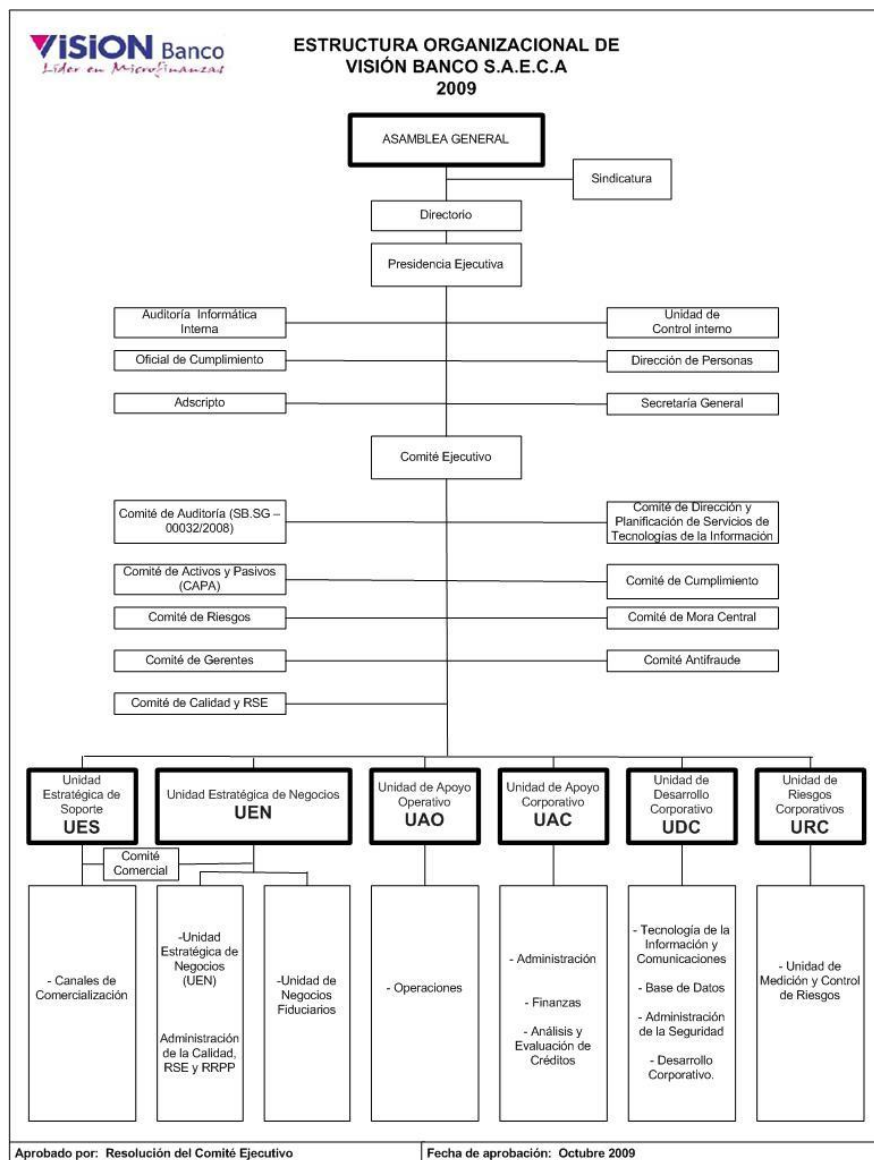 VISION Banco
Líder en Microfinanzas
ESTRUCTURA ORGANIZACIONAL DE
VISIÓN BANCO S.A.E.C.A
2009
ASAMBLEA GENERAL
Sindicatura
Directorio
Presidencia Ejecutiva
Auditoría Informática
Interna
Unidad de
Control interno
Oficial de Cumplimiento
Dirección de Personas
Adscripto
Secretaría General
Comité Ejecutivo
Comité de Auditoría (SB.SG –
00032/2008)
Comité de Dirección y
Planificación de Servicios de
Tecnologías de la Información
Comité de Activos y Pasivos
(CAPA)
Comité de Cumplimiento
Comité de Riesgos
Comité de Mora Central
Comité de Gerentes
Comité Antifraude
Comité de Calidad y RSE
Unidad
Estratégica de
Soporte
UES
Unidad Estratégica de Negocios
UEN
Unidad de Apoyo
Operativo
UAO
Unidad de Apoyo
Corporativo
UAC
Unidad de
Desarrollo
Corporativo
UDC
Unidad de
Riesgos
Corporativos
URC
Comité
Comercial
- Canales de
Comercialización
-Unidad
Estratégica de
Negocios
(UEN)
Administración
de la Calidad,
RSE y RRPP
-Unidad de
Negocios
Fiduciarios
- Operaciones
- Administración
- Finanzas
- Análisis y
Evaluación de
Créditos
- Tecnología de la
Información y
Comunicaciones
- Base de Datos
- Administración
de la Seguridad
- Desarrollo
Corporativo.
- Unidad de
Medición y Control
de Riesgos
Aprobado por: Resolución del Comité Ejecutivo
Fecha de aprobación: Octubre 2009